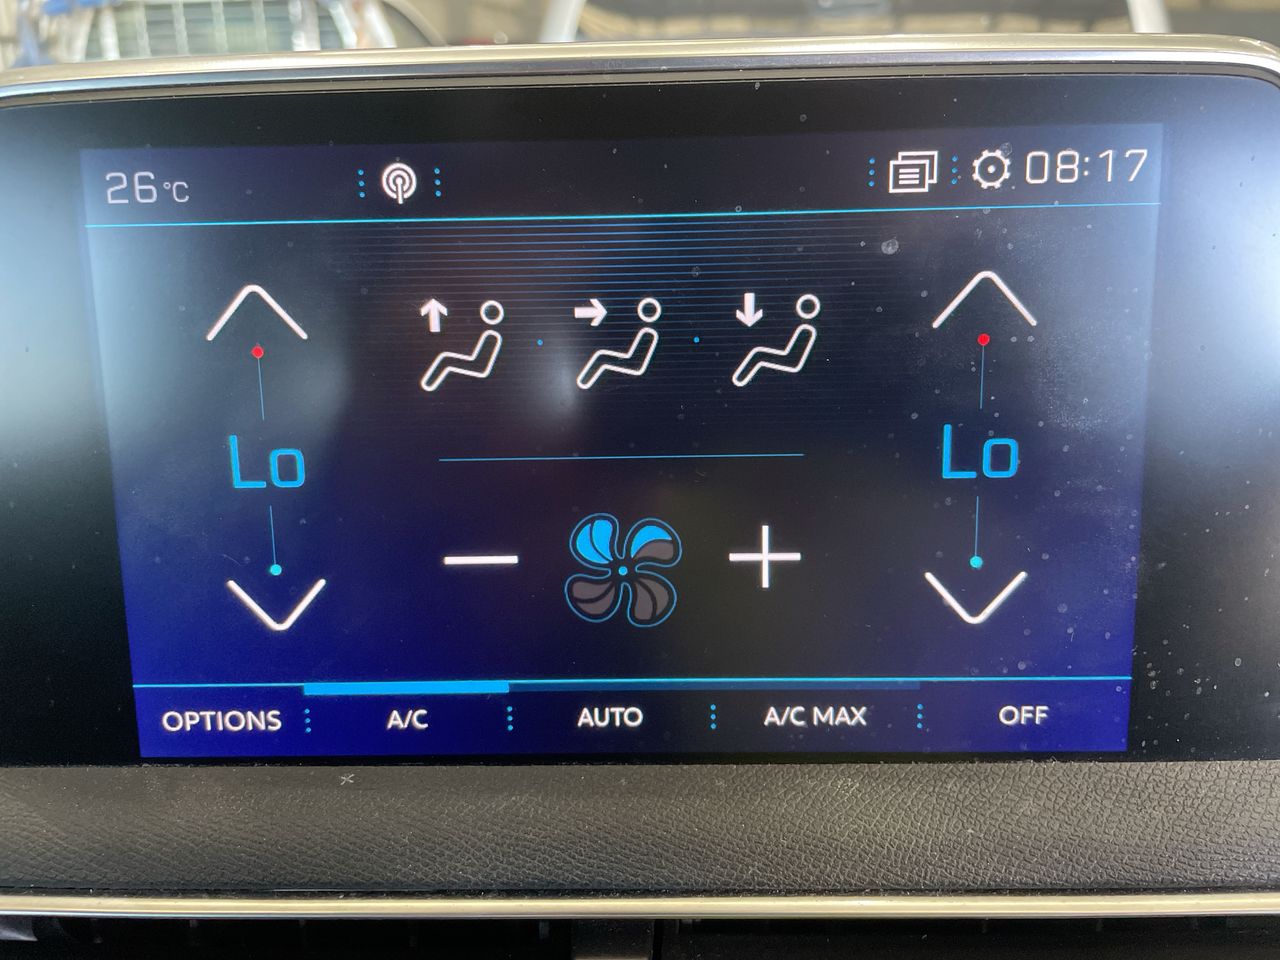 26°C 08:17
Lo Lo
OPTIONS A/C AUTO A/C MAX OFF